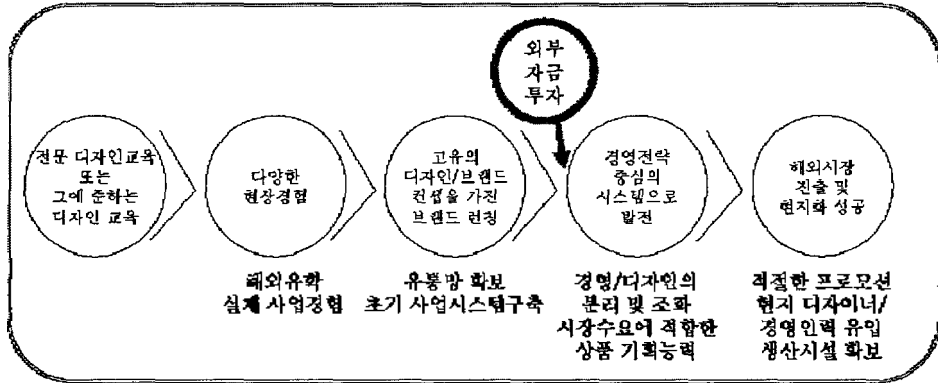 외부
자금
투자
전문 디자인교육
또는
그에 준하는
디자인 교육
다양한
현장경험
고유의
디자인/브랜드
컨셉을 가진
브랜드 런칭
경영전략
중심의
시스템으로
발전
해외시장
진출 및
현지화 성공
해외유학
실제 사업경험
유통망 확보
초기 사업시스템구축
경영/디자인의
분리 및 조화
시장수요에 적합한
상품 기획능력
적절한 프로모션
현지 디자이너/
경영인력 유입
생산시설 확보